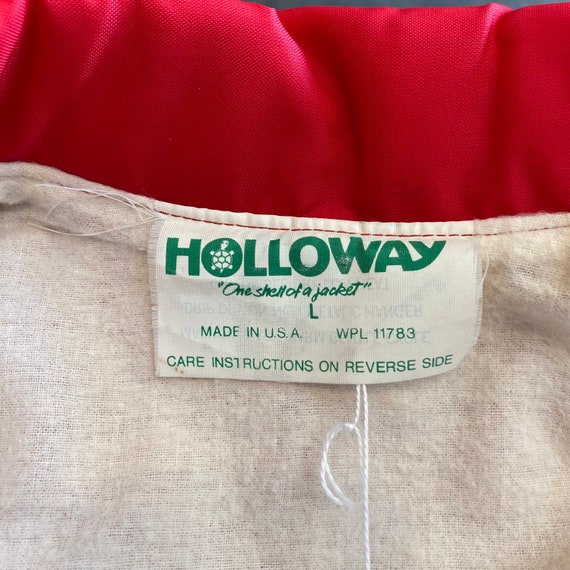 HOLLOWAY
"One shell of a jacket"
L
MADE IN U.S.A. WPL 11783
CARE INSTRUCTIONS ON REVERSE SIDE